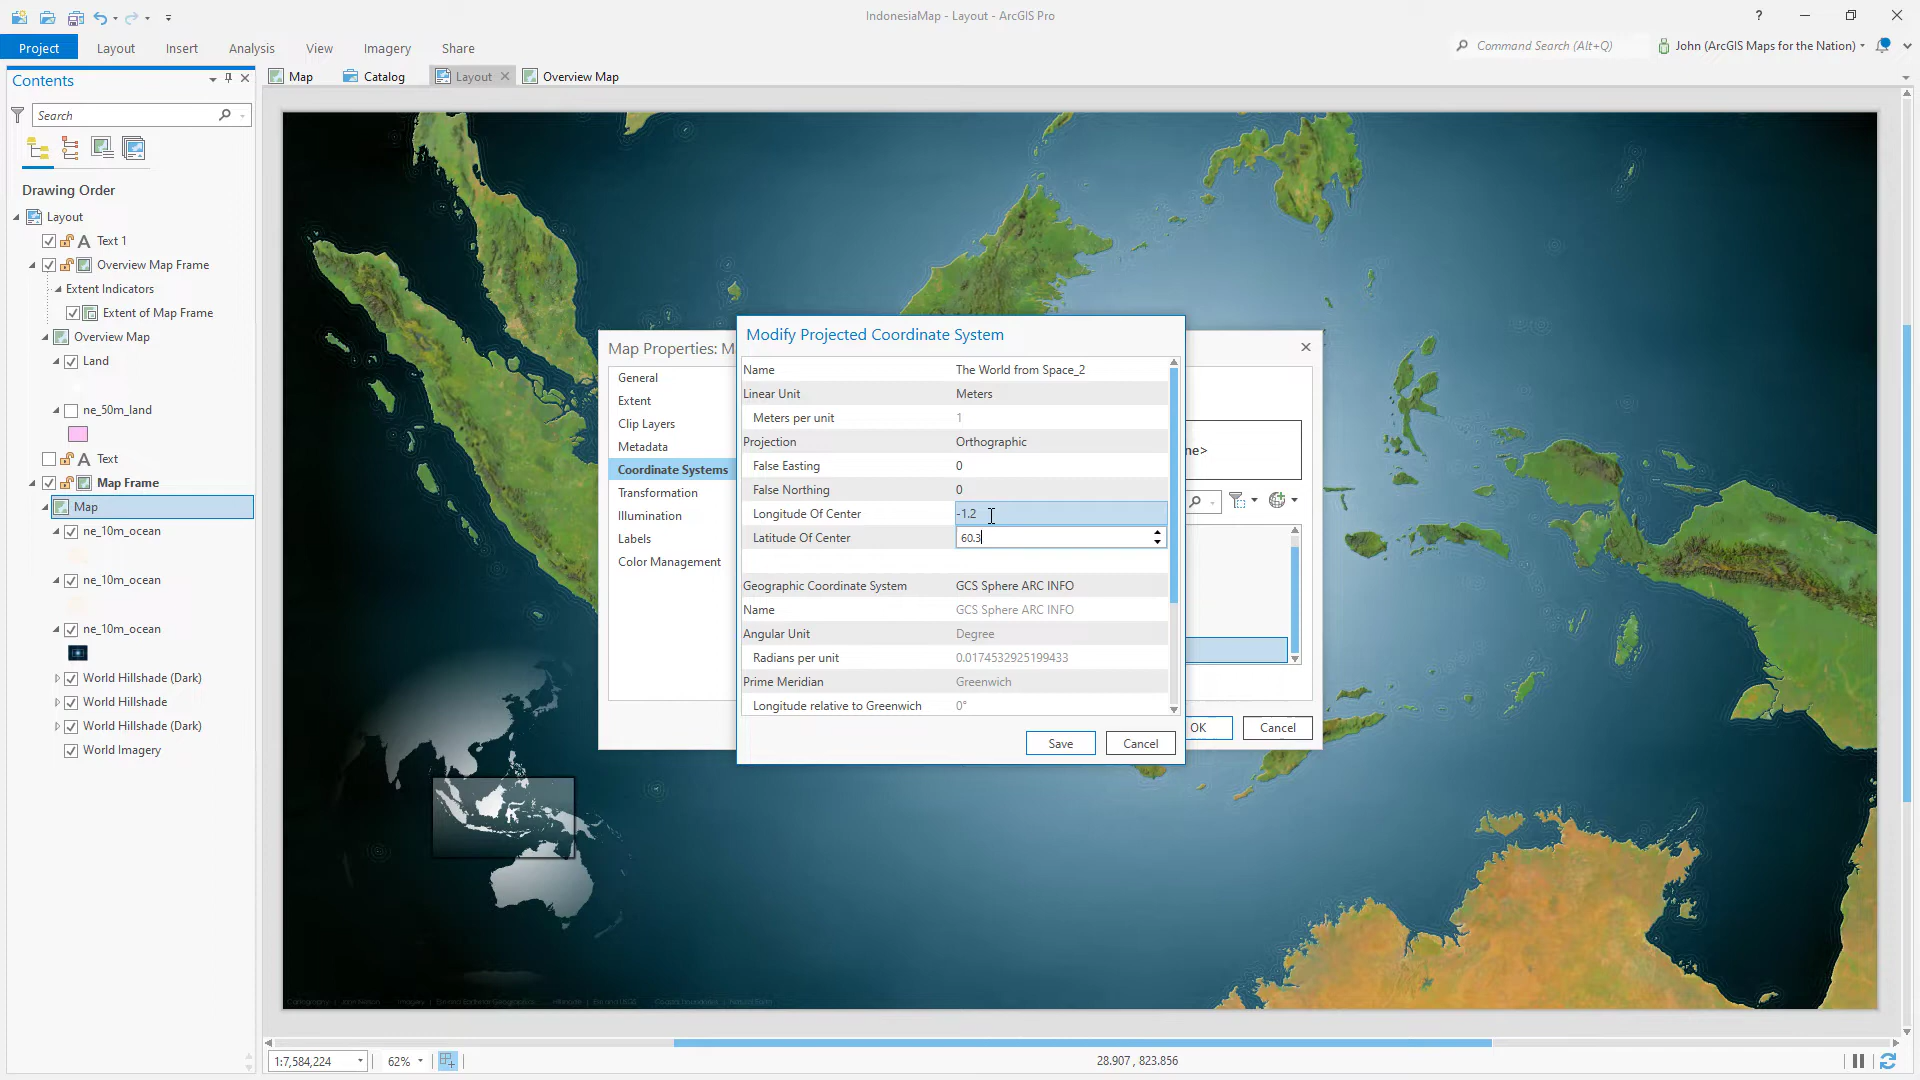 IndonesiaMap - Layout - ArcGIS Pro
?
Project
Layout
Insert
Analysis
View
Imagery
Share
Command Search (Alt+Q)
John (ArcGIS Maps for the Nation)
Contents
Map
Catalog
Layout
Overview Map
Search
Drawing Order
Layout
Text 1
Overview Map Frame
Extent Indicators
Extent of Map Frame
Overview Map
Land
ne_50m_land
Text
Map Frame
Map
ne_10m_ocean
ne_10m_ocean
ne_10m_ocean
World Hillshade (Dark)
World Hillshade
World Hillshade (Dark)
World Imagery
Map Properties: M
General
Extent
Clip Layers
Metadata
Coordinate Systems
Transformation
Illumination
Labels
Color Management
ne>
OK
Cancel
Modify Projected Coordinate System
Name The World from Space_2
Linear Unit Meters
Meters per unit 1
Projection Orthographic
False Easting 0
False Northing 0
Longitude Of Center -1.2
Latitude Of Center 60.3
Geographic Coordinate System GCS Sphere ARC INFO
Name GCS Sphere ARC INFO
Angular Unit Degree
Radians per unit 0.0174532925199433
Prime Meridian Greenwich
Longitude relative to Greenwich 0°
Save
Cancel
1:7,584,224
62%
28.907 , 823.856